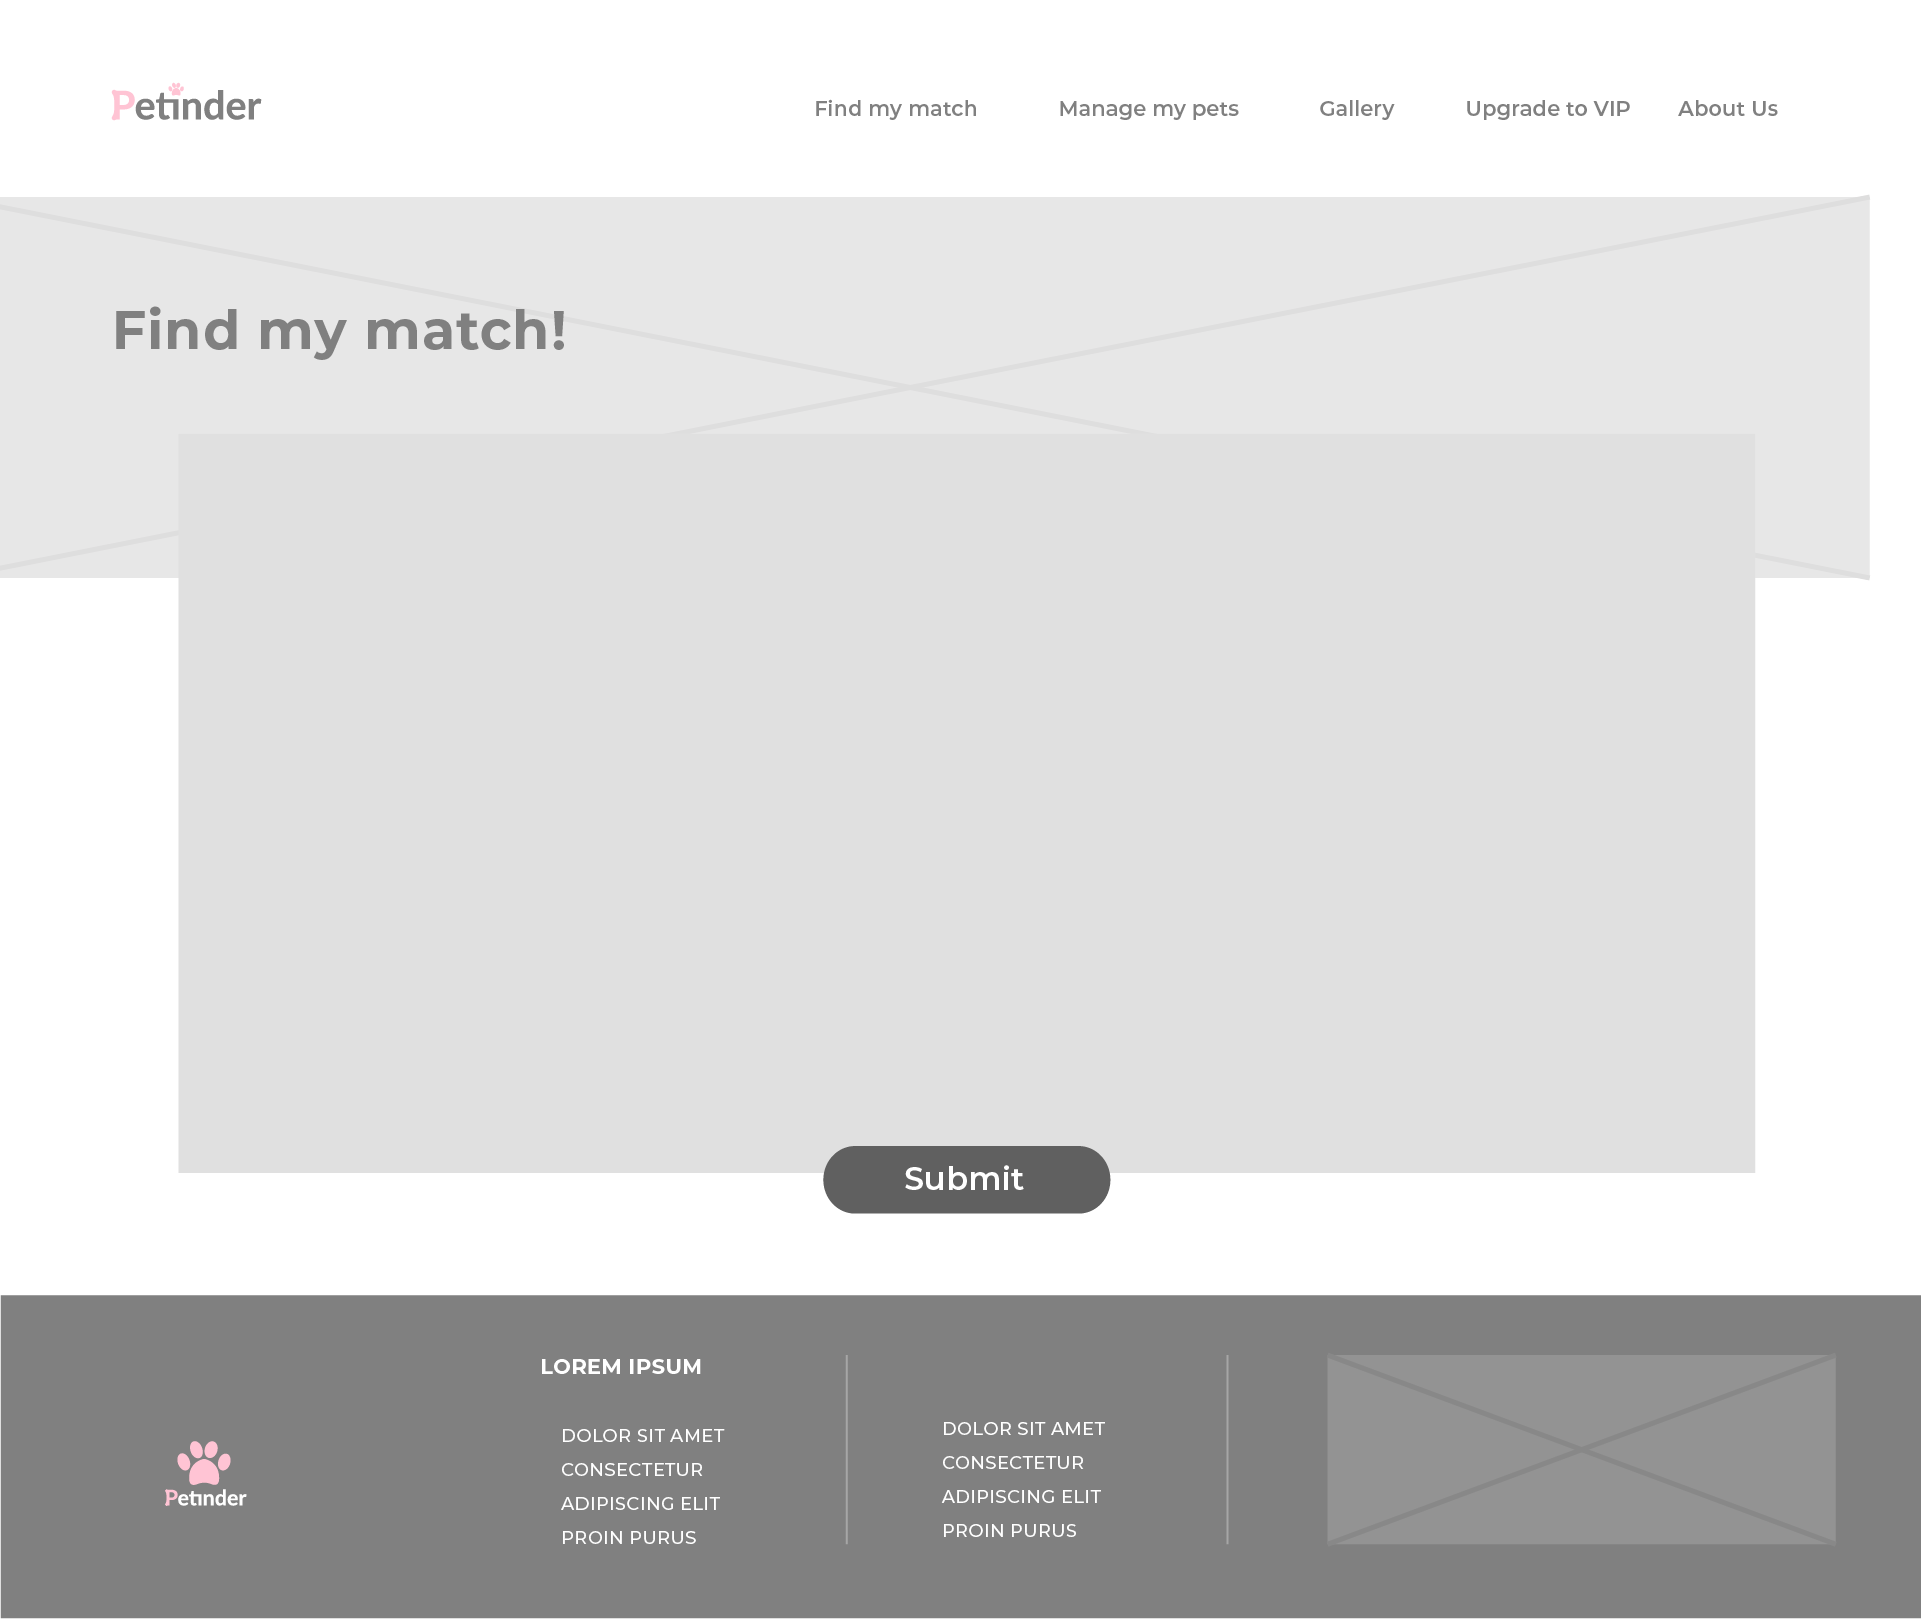 Petinder
Find my match
Manage my pets
Gallery
Upgrade to VIP
About Us
Find my match!
Submit
LOREM IPSUM
DOLOR SIT AMET
CONSECTETUR
ADIPISCING ELIT
PROIN PURUS
DOLOR SIT AMET
CONSECTETUR
ADIPISCING ELIT
PROIN PURUS
Petinder